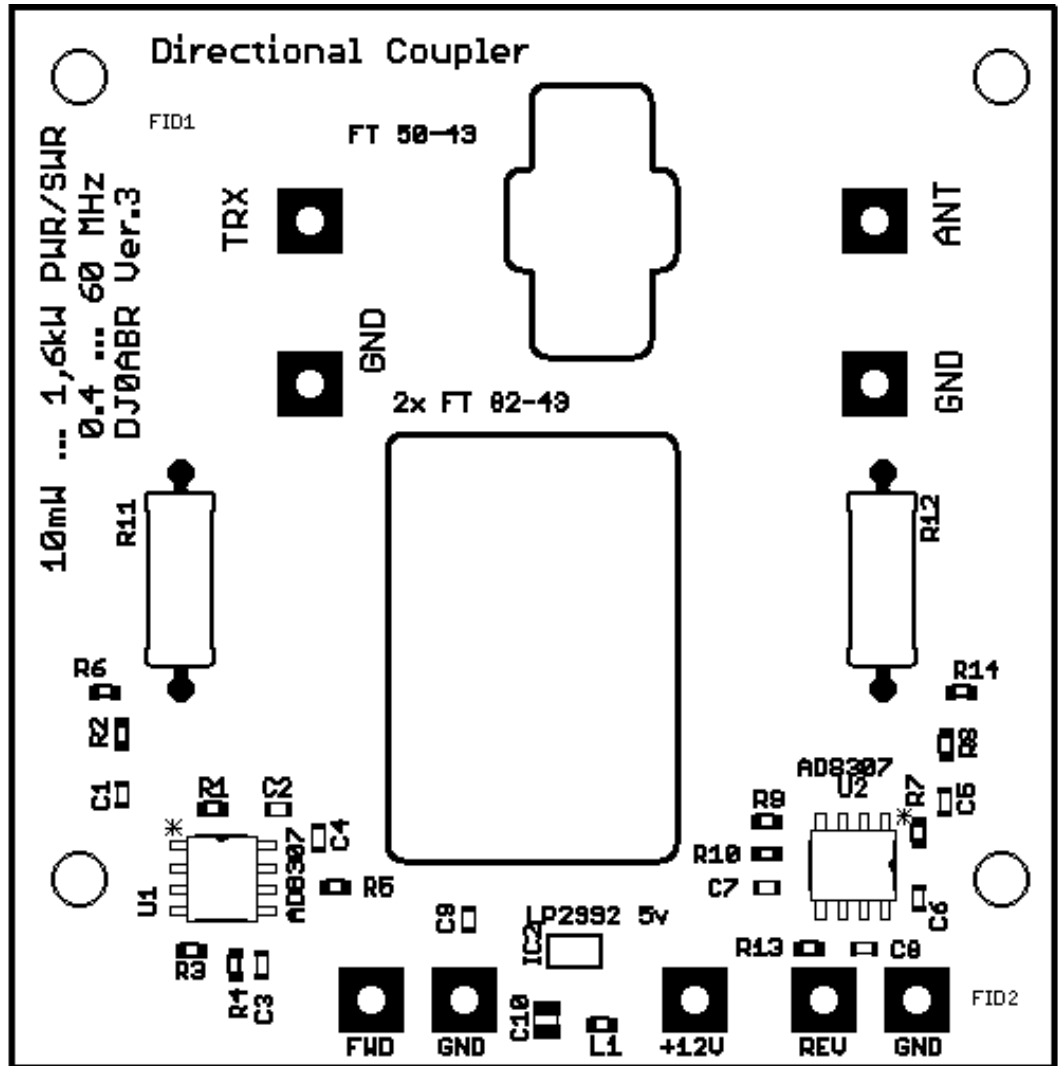 Directional Coupler
FID1
FT 50-43
10mW ... 1,6kW PWR/SWR
0.4 ... 60 MHz
DJ0ABR Ver.3
TRX
ANT
GND
GND
2x FT 82-43
R11
R12
R6
R14
R2
R8
AD8307
U2
C1
R1
C2
R9
R7
C5
C4
R10
AD8307
R5
C7
U1
C6
C9
LP2992 5v
IC2
R3
R13
C8
R4
C3
C10
FID2
FWD
GND
L1
+12V
REV
GND